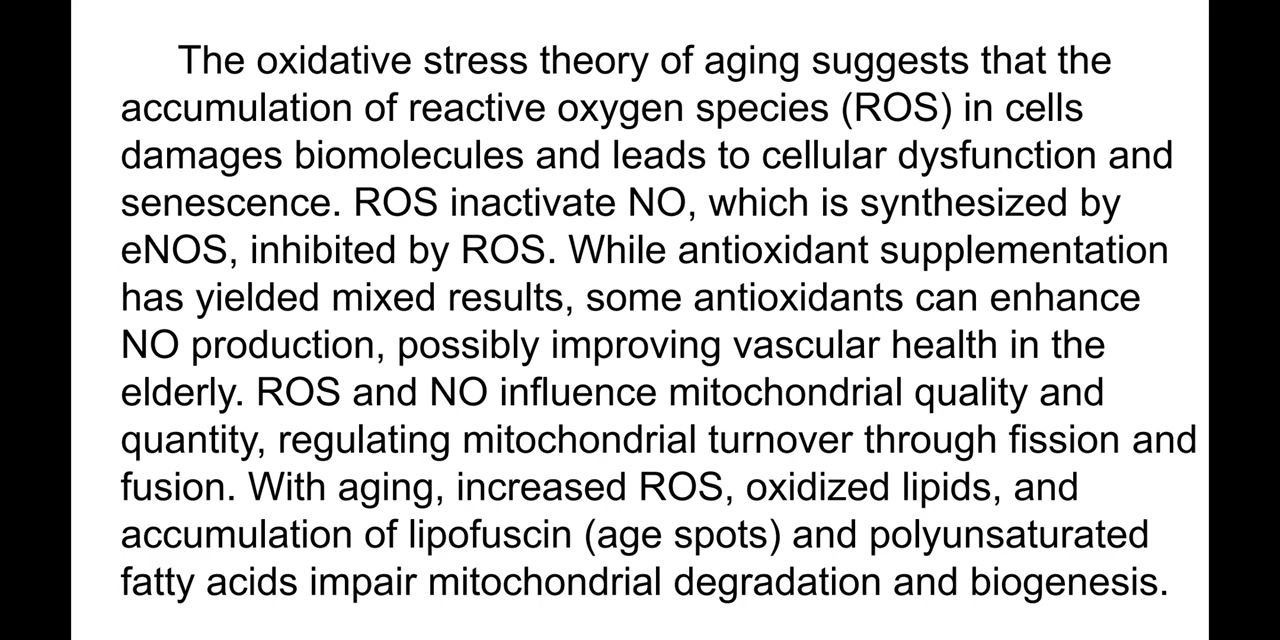 The oxidative stress theory of aging suggests that the
accumulation of reactive oxygen species (ROS) in cells
damages biomolecules and leads to cellular dysfunction and
senescence. ROS inactivate NO, which is synthesized by
eNOS, inhibited by ROS. While antioxidant supplementation
has yielded mixed results, some antioxidants can enhance
NO production, possibly improving vascular health in the
elderly. ROS and NO influence mitochondrial quality and
quantity, regulating mitochondrial turnover through fission and
fusion. With aging, increased ROS, oxidized lipids, and
accumulation of lipofuscin (age spots) and polyunsaturated
fatty acids impair mitochondrial degradation and biogenesis.